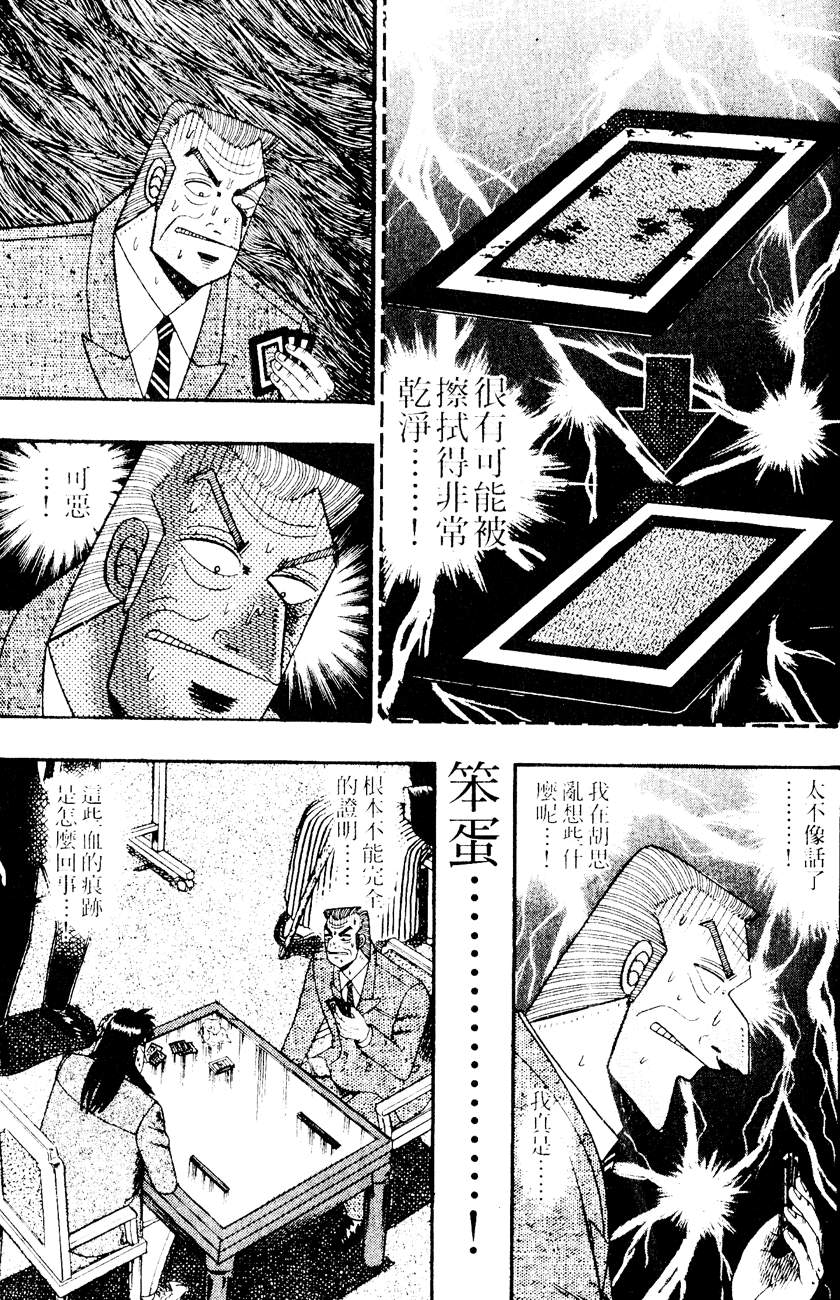 很有可能被
擦拭得非常
乾淨……！
可惡
…！
太不像話了
……！
我在胡思
亂想些什
麼呢…！
…我真是……
笨蛋…………………！
根本不能完全
的證明……
這些血的痕跡
是怎麼回事…！